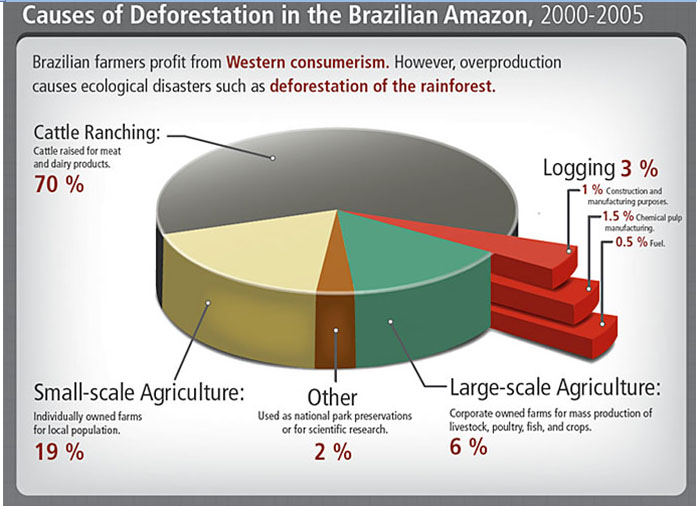 Causes of Deforestation in the Brazilian Amazon, 2000-2005
Brazilian farmers profit from Western consumerism. However, overproduction
causes ecological disasters such as deforestation of the rainforest.
Cattle Ranching:
Cattle raised for meat
and dairy products.
70 %
Logging 3 %
1 % Construction and
manufacturing purposes.
1.5 % Chemical pulp
manufacturing.
0.5 % Fuel.
Small-scale Agriculture:
Individually owned farms
for local population.
19 %
Other
Used as national park preservations
or for scientific research.
2 %
Large-scale Agriculture:
Corporate owned farms for mass production of
livestock, poultry, fish, and crops.
6 %